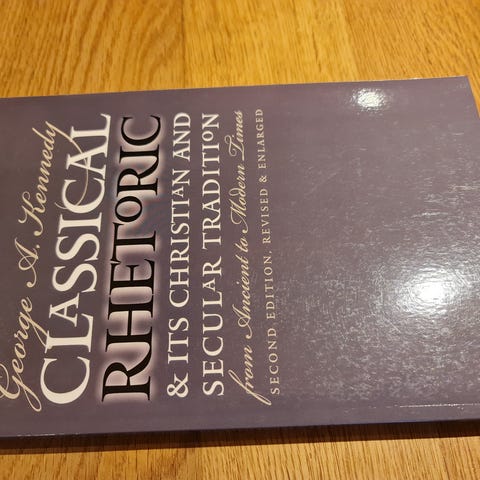 George A. Kennedy
CLASSICAL
RHETORIC
& ITS CHRISTIAN AND
SECULAR TRADITION
from Ancient to Modern Times
SECOND EDITION, REVISED & ENLARGED